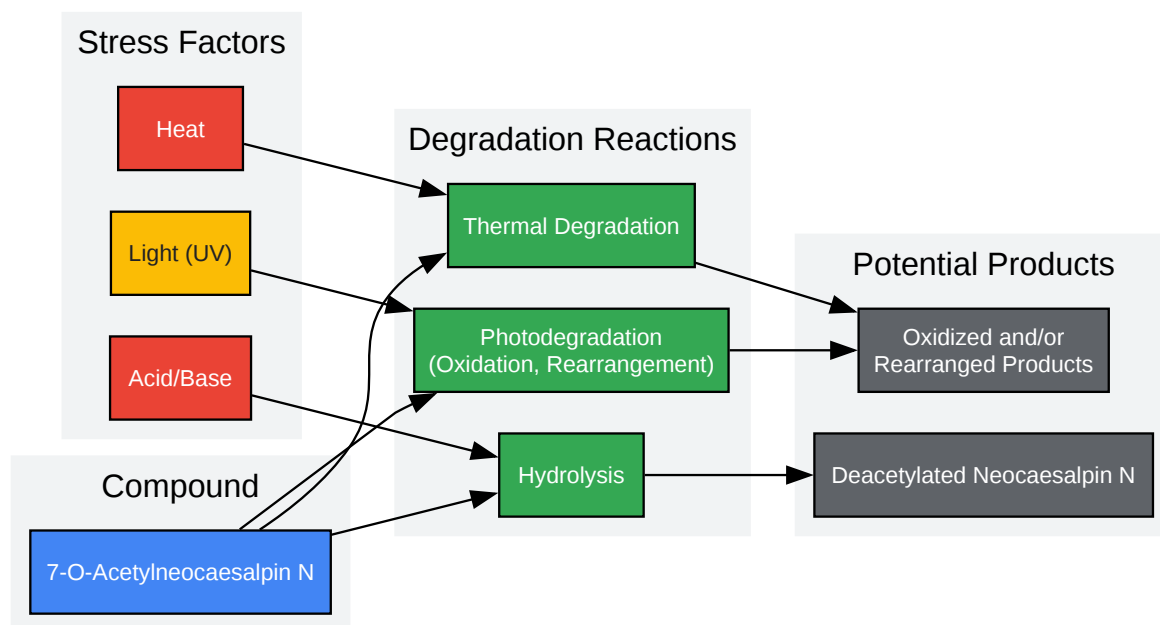 Stress Factors
Heat
Light (UV)
Acid/Base
Compound
7-O-Acetylneocaesalpin N
Degradation Reactions
Thermal Degradation
Photodegradation
(Oxidation, Rearrangement)
Hydrolysis
Potential Products
Oxidized and/or
Rearranged Products
Deacetylated Neocaesalpin N